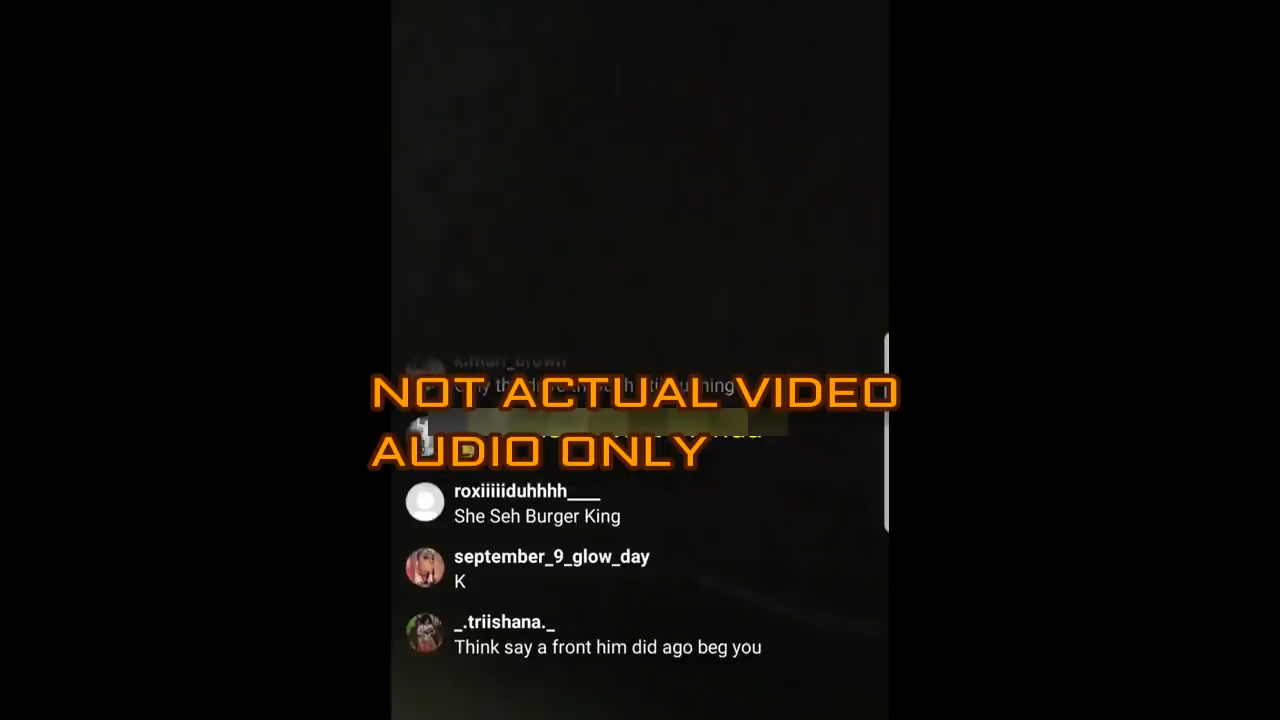 NOT ACTUAL VIDEO
AUDIO ONLY
roxiiiiiduhhhh____
She Seh Burger King
september_9_glow_day
K
_.triishana._
Think say a front him did ago beg you